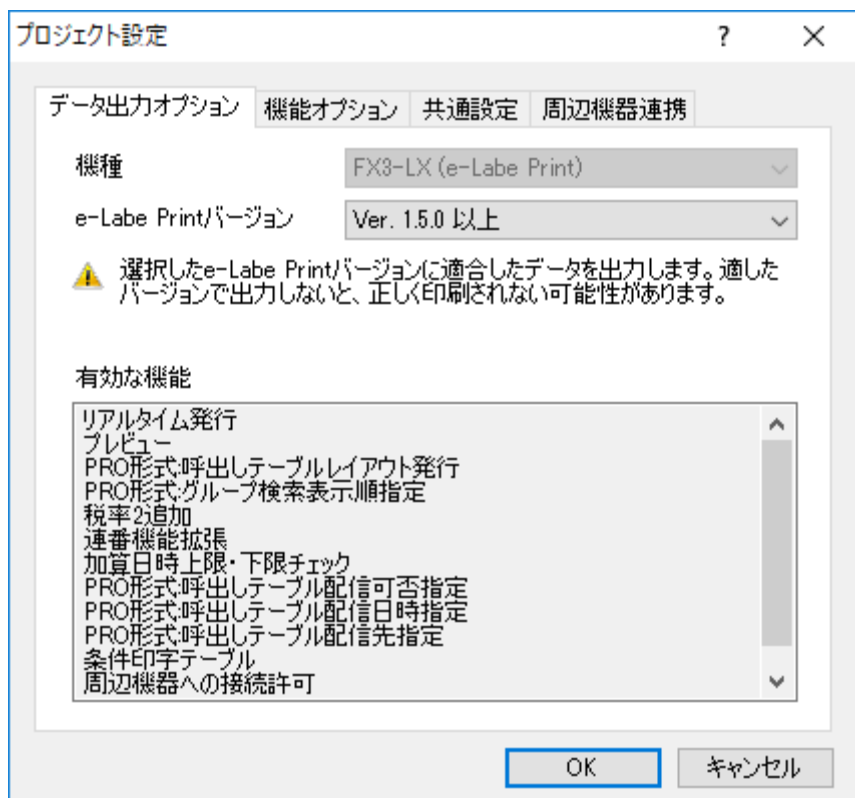 プロジェクト設定
データ出力オプション 機能オプション 共通設定 周辺機器連携
機種 FX3-LX (e-Labe Print)
e-Labe Printバージョン Ver. 1.5.0 以上
選択したe-Labe Printバージョンに適合したデータを出力します。適した
バージョンで出力しないと、正しく印刷されない可能性があります。
有効な機能
リアルタイム発行
プレビュー
PRO形式:呼出しテーブルレイアウト発行
PRO形式:グループ検索表示順指定
税率2追加
連番機能拡張
加算日時上限・下限チェック
PRO形式:呼出しテーブル配信可否指定
PRO形式:呼出しテーブル配信日時指定
PRO形式:呼出しテーブル配信先指定
条件印字テーブル
周辺機器への接続許可
OK キャンセル